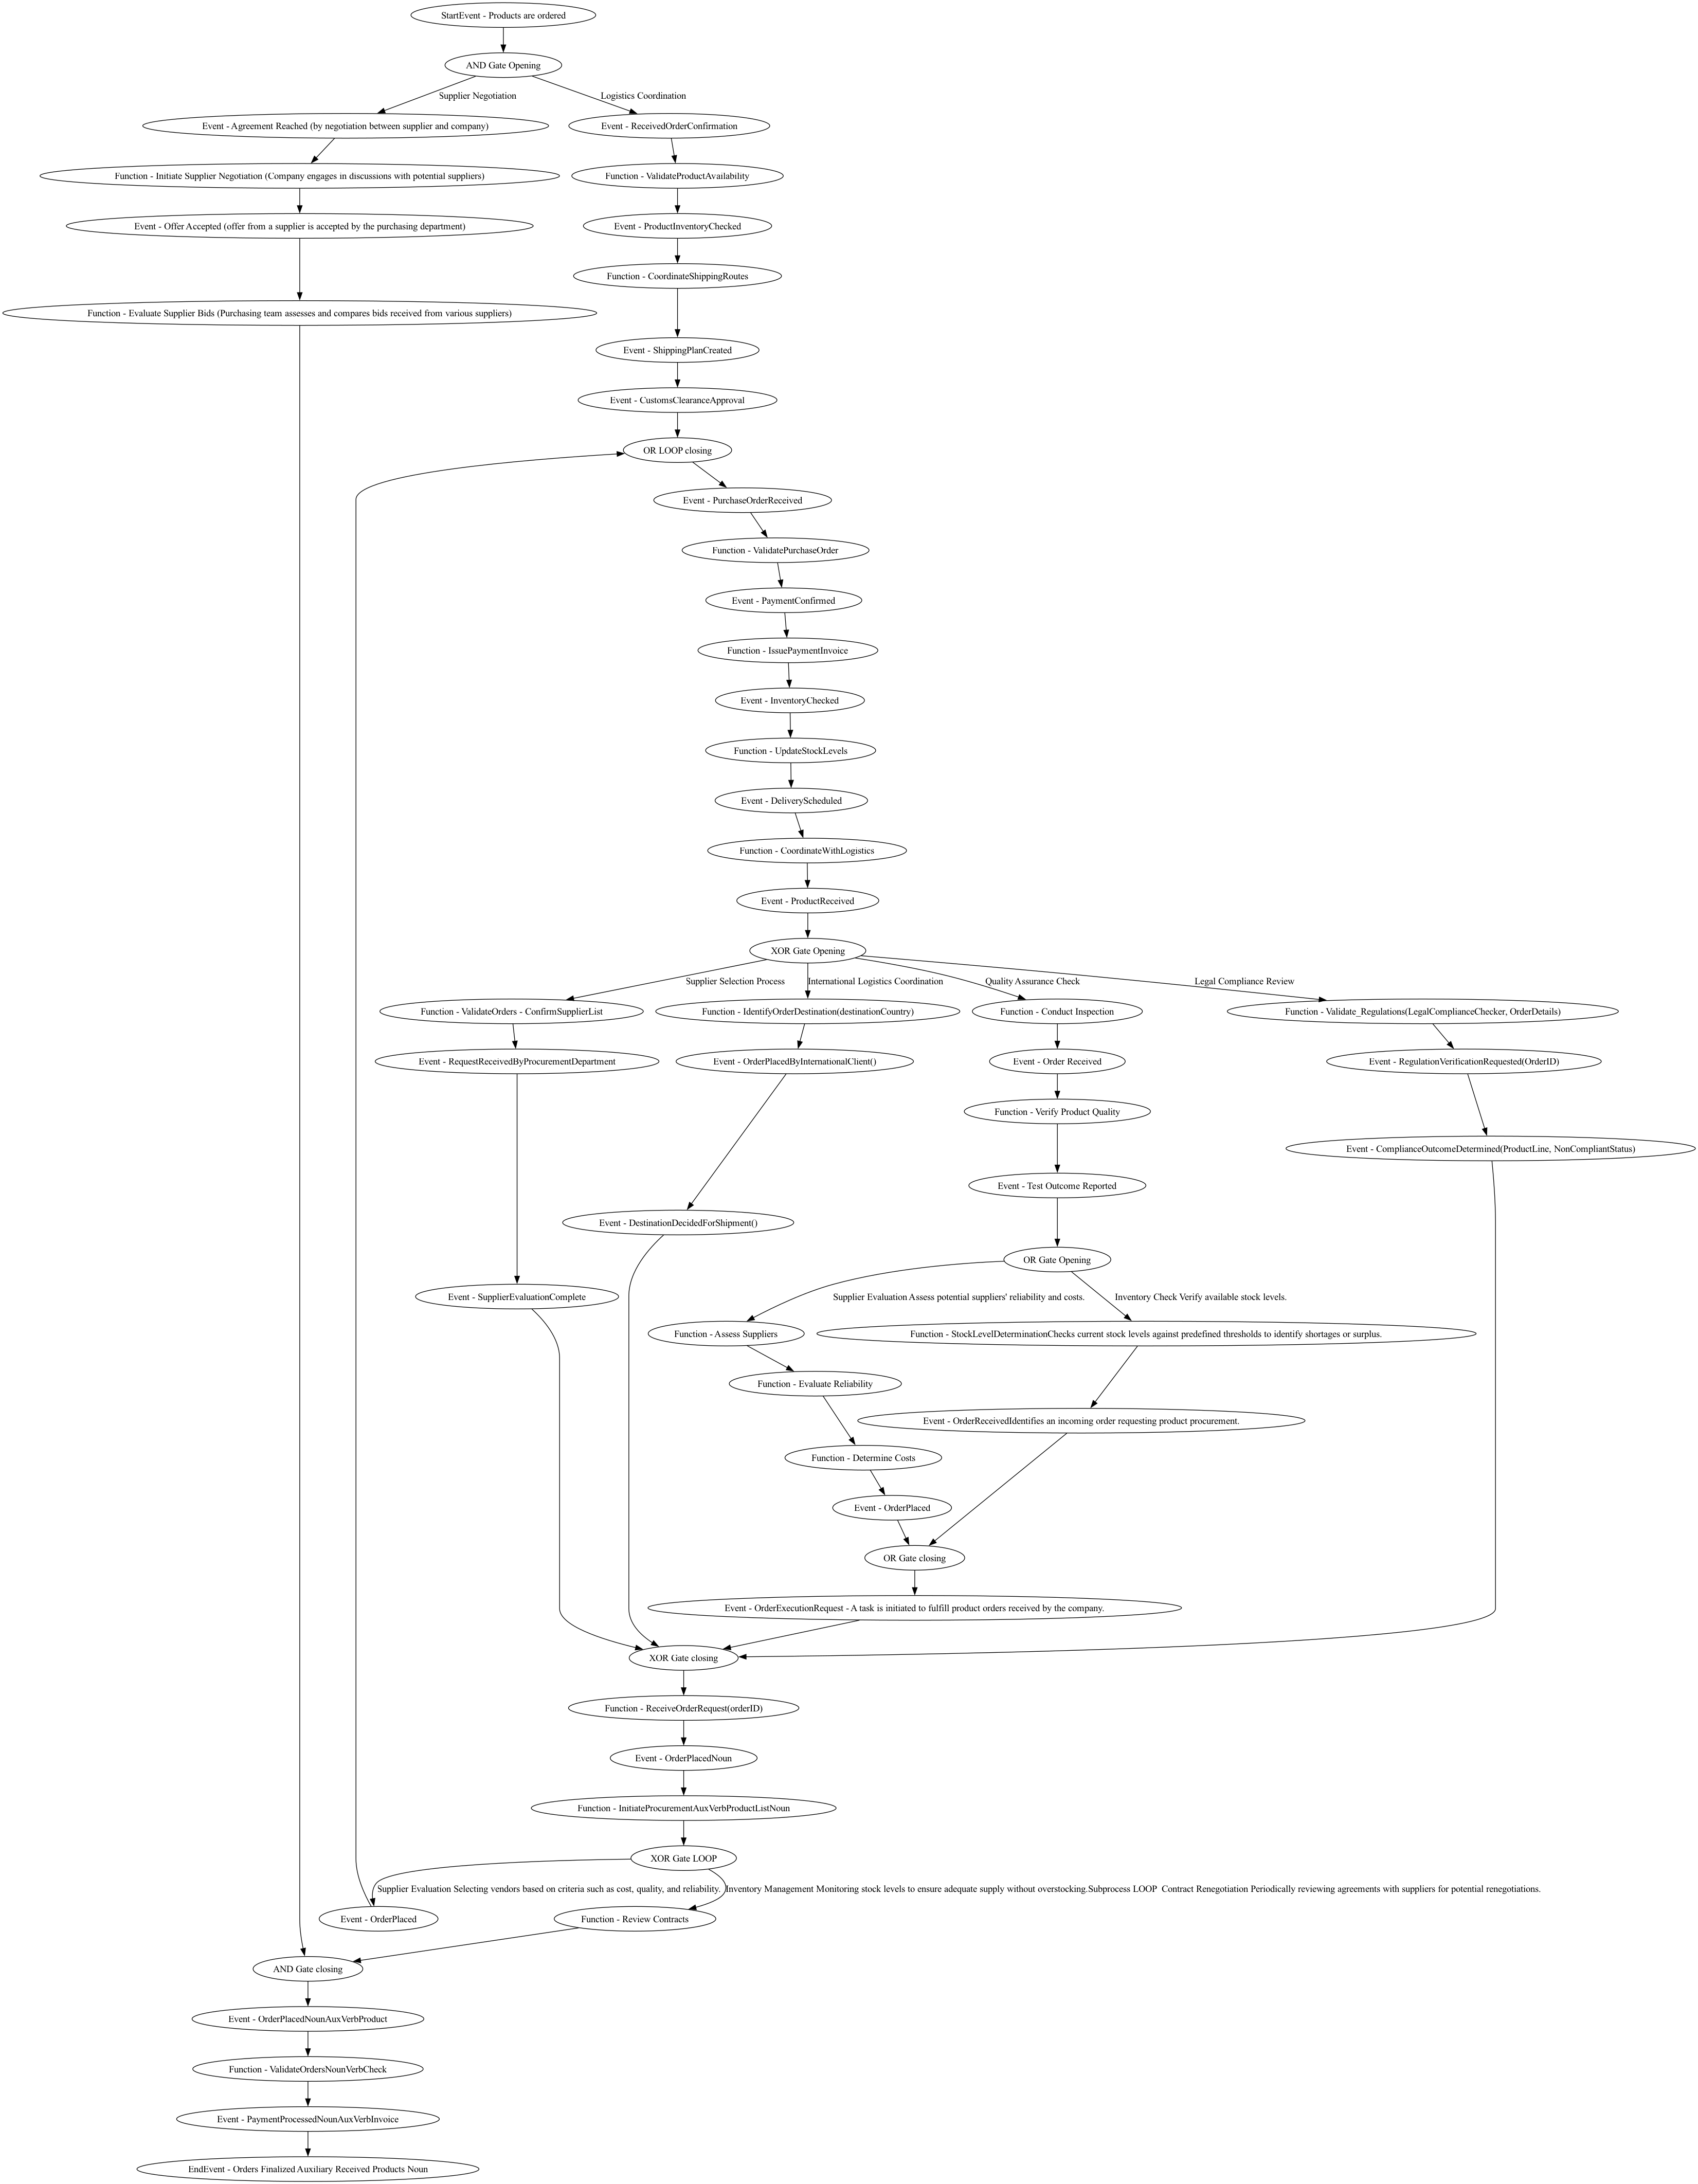 StartEvent - Products are ordered
AND Gate Opening
Supplier Negotiation
Logistics Coordination
Event - Agreement Reached (by negotiation between supplier and company)
Event - ReceivedOrderConfirmation
Function - Initiate Supplier Negotiation (Company engages in discussions with potential suppliers)
Function - ValidateProductAvailability
Event - Offer Accepted (offer from a supplier is accepted by the purchasing department)
Event - ProductInventoryChecked
Function - CoordinateShippingRoutes
Function - Evaluate Supplier Bids (Purchasing team assesses and compares bids received from various suppliers)
Event - ShippingPlanCreated
Event - CustomsClearanceApproval
OR LOOP closing
Event - PurchaseOrderReceived
Function - ValidatePurchaseOrder
Event - PaymentConfirmed
Function - IssuePaymentInvoice
Event - InventoryChecked
Function - UpdateStockLevels
Event - DeliveryScheduled
Function - CoordinateWithLogistics
Event - ProductReceived
XOR Gate Opening
Supplier Selection Process
International Logistics Coordination
Quality Assurance Check
Legal Compliance Review
Function - ValidateOrders - ConfirmSupplierList
Function - IdentifyOrderDestination(destinationCountry)
Function - Conduct Inspection
Function - Validate_Regulations(LegalComplianceChecker, OrderDetails)
Event - RequestReceivedByProcurementDepartment
Event - OrderPlacedByInternationalClient()
Event - Order Received
Event - RegulationVerificationRequested(OrderID)
Function - Verify Product Quality
Event - ComplianceOutcomeDetermined(ProductLine, NonCompliantStatus)
Event - Test Outcome Reported
Event - DestinationDecidedForShipment()
OR Gate Opening
Event - SupplierEvaluationComplete
Supplier Evaluation Assess potential suppliers' reliability and costs.
Inventory Check Verify available stock levels.
Function - Assess Suppliers
Function - StockLevelDeterminationChecks current stock levels against predefined thresholds to identify shortages or surplus.
Function - Evaluate Reliability
Event - OrderReceivedIdentifies an incoming order requesting product procurement.
Function - Determine Costs
Event - OrderPlaced
OR Gate closing
Event - OrderExecutionRequest - A task is initiated to fulfill product orders received by the company.
XOR Gate closing
Function - ReceiveOrderRequest(orderID)
Event - OrderPlacedNoun
Function - InitiateProcurementAuxVerbProductListNoun
XOR Gate LOOP
Supplier Evaluation Selecting vendors based on criteria such as cost, quality, and reliability.
Inventory Management Monitoring stock levels to ensure adequate supply without overstocking.Subprocess LOOP  Contract Renegotiation Periodically reviewing agreements with suppliers for potential renegotiations.
Event - OrderPlaced
Function - Review Contracts
AND Gate closing
Event - OrderPlacedNounAuxVerbProduct
Function - ValidateOrdersNounVerbCheck
Event - PaymentProcessedNounAuxVerbInvoice
EndEvent - Orders Finalized Auxiliary Received Products Noun